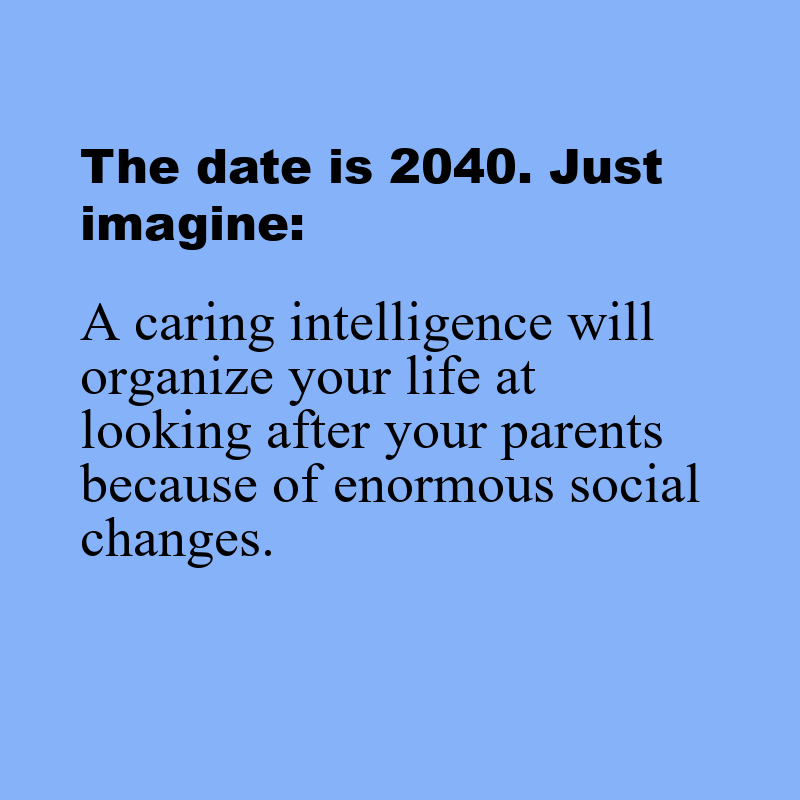 The date is 2040. Just
imagine:
A caring intelligence will
organize your life at
looking after your parents
because of enormous social
changes.